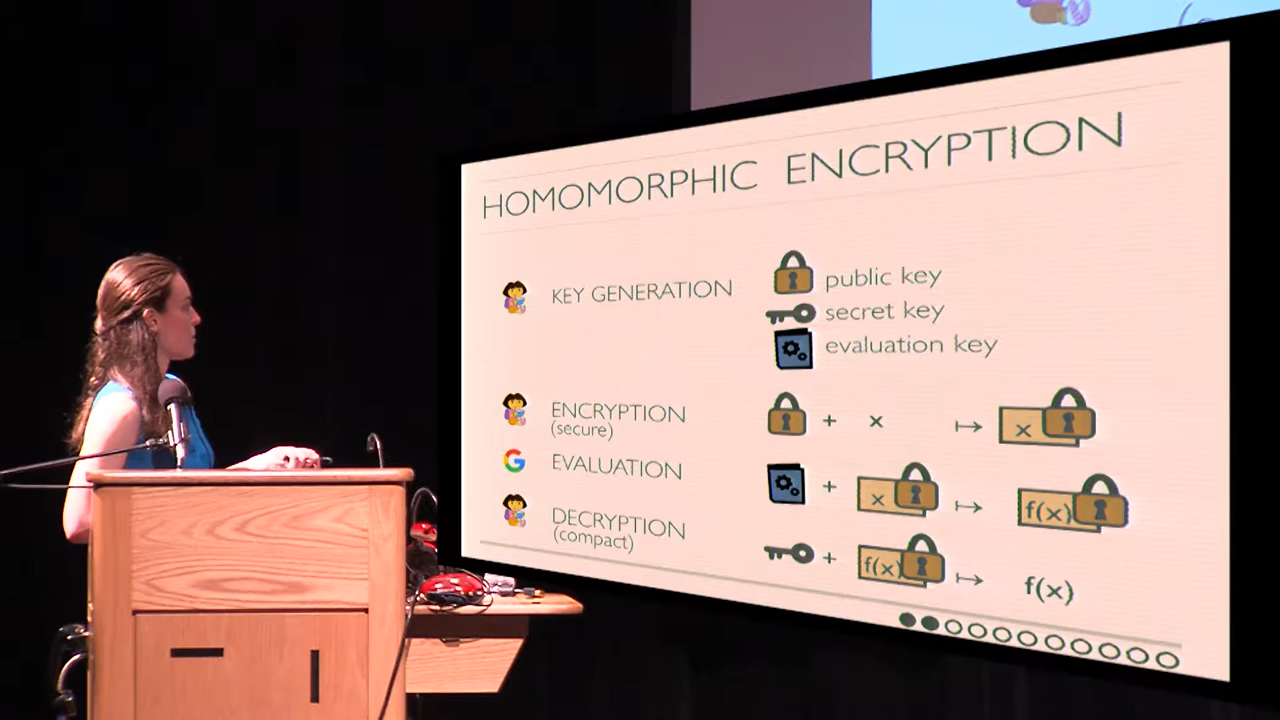 HOMOMORPHIC ENCRYPTION
KEY GENERATION
public key
secret key
evaluation key
ENCRYPTION
(secure)
+ x ↦ x
G EVALUATION
+ x ↦ f(x)
DECRYPTION
(compact)
+ f(x) ↦ f(x)